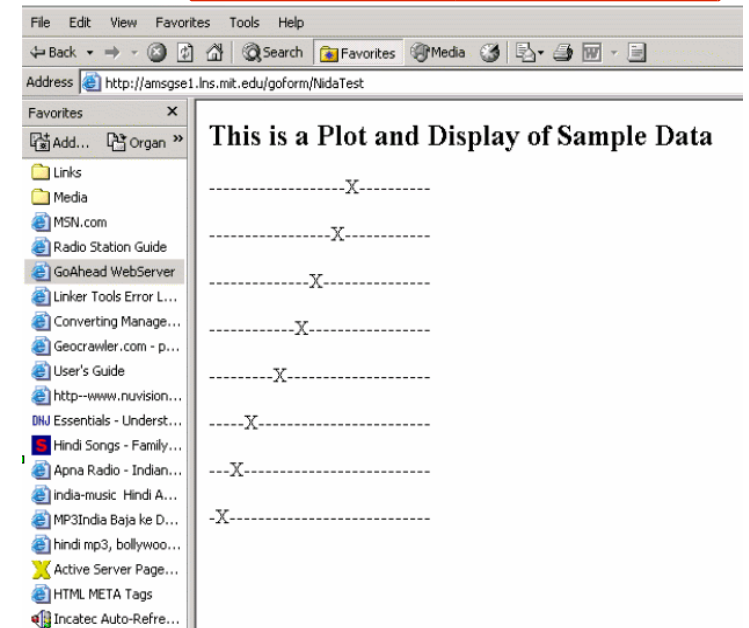 File Edit View Favorites Tools Help
Back Search Favorites Media
Address http://amsgse1.lns.mit.edu/goform/NidaTest
Favorites x
Add... Organ »
Links
Media
MSN.com
Radio Station Guide
GoAhead WebServer
Linker Tools Error L...
Converting Manage...
Geocrawler.com - p...
User's Guide
http--www.nuvision...
DNJ Essentials - Underst...
S Hindi Songs - Family...
Apna Radio - Indian...
india-music Hindi A...
MP3India Baja ke D...
hindi mp3, bollywoo...
Active Server Page...
HTML META Tags
Incatec Auto-Refre...
This is a Plot and Display of Sample Data
-------------------X----------
-----------------X------------
--------------X---------------
------------X-----------------
---------X--------------------
-----X------------------------
---X--------------------------
-X----------------------------